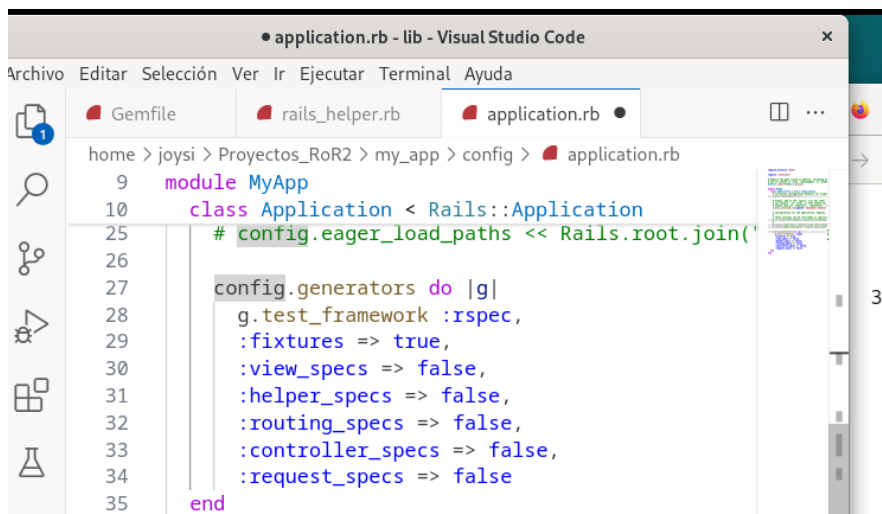 application.rb - lib - Visual Studio Code
Archivo Editar Selección Ver Ir Ejecutar Terminal Ayuda
Gemfile rails_helper.rb application.rb
home > joysi > Proyectos_RoR2 > my_app > config > application.rb
9 module MyApp
10 class Application < Rails::Application
25 # config.eager_load_paths << Rails.root.join("
26
27 config.generators do |g|
28 g.test_framework :rspec,
29 :fixtures => true,
30 :view_specs => false,
31 :helper_specs => false,
32 :routing_specs => false,
33 :controller_specs => false,
34 :request_specs => false
35 end
1
3